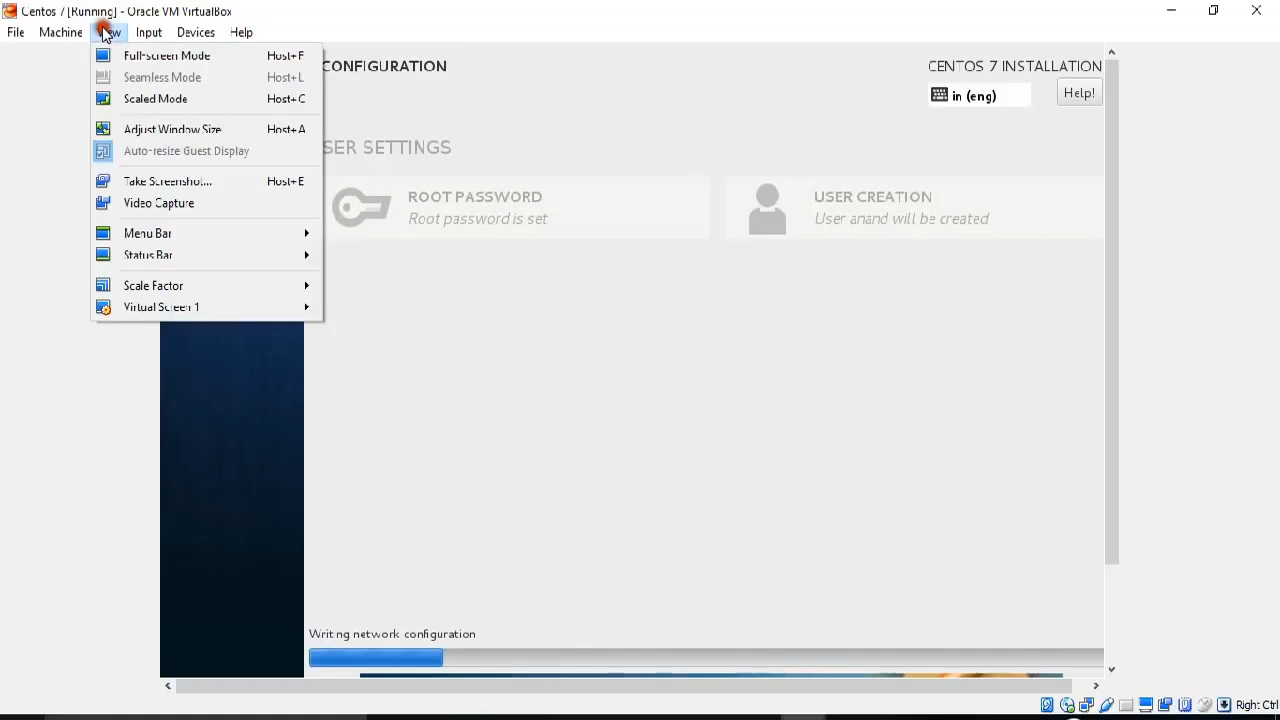 Centos 7 [Running] - Oracle VM VirtualBox
File Machine View Input Devices Help
Full-screen Mode Host+F
Seamless Mode Host+L
Scaled Mode Host+C
Adjust Window Size Host+A
Auto-resize Guest Display
Take Screenshot... Host+E
Video Capture
Menu Bar
Status Bar
Scale Factor
Virtual Screen 1
CONFIGURATION
CENTOS 7 INSTALLATION
in (eng)
Help!
SER SETTINGS
ROOT PASSWORD
Root password is set
USER CREATION
User anand will be created
Writing network configuration
Right Ctrl